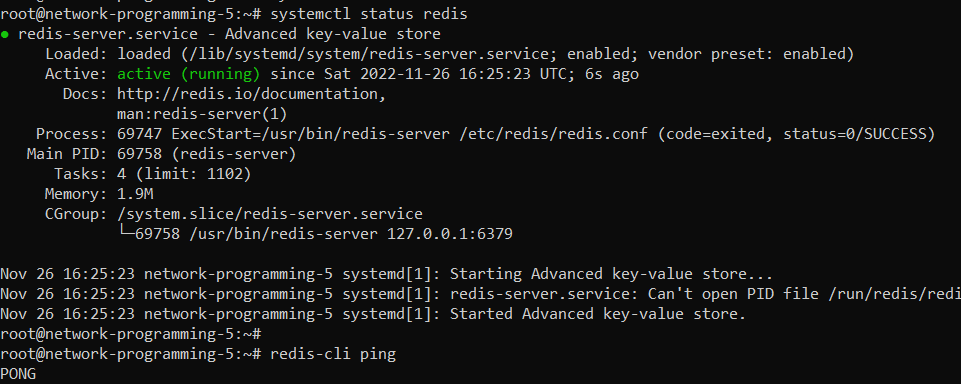 root@network-programming-5:~# systemctl status redis
● redis-server.service - Advanced key-value store
     Loaded: loaded (/lib/systemd/system/redis-server.service; enabled; vendor preset: enabled)
     Active: active (running) since Sat 2022-11-26 16:25:23 UTC; 6s ago
       Docs: http://redis.io/documentation,
             man:redis-server(1)
    Process: 69747 ExecStart=/usr/bin/redis-server /etc/redis/redis.conf (code=exited, status=0/SUCCESS)
   Main PID: 69758 (redis-server)
      Tasks: 4 (limit: 1102)
     Memory: 1.9M
     CGroup: /system.slice/redis-server.service
             └─69758 /usr/bin/redis-server 127.0.0.1:6379
Nov 26 16:25:23 network-programming-5 systemd[1]: Starting Advanced key-value store...
Nov 26 16:25:23 network-programming-5 systemd[1]: redis-server.service: Can't open PID file /run/redis/redi
Nov 26 16:25:23 network-programming-5 systemd[1]: Started Advanced key-value store.
root@network-programming-5:~#
root@network-programming-5:~# redis-cli ping
PONG